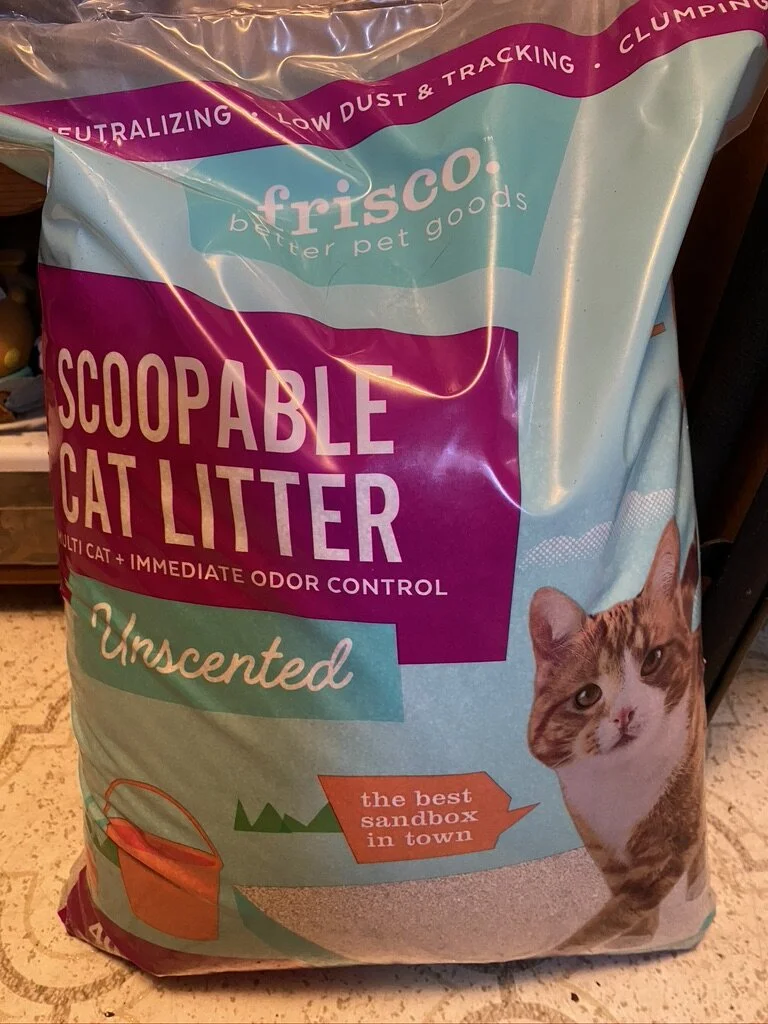 NEUTRALIZING · LOW DUST & TRACKING · CLUMPING
frisco.™
better pet goods
SCOOPABLE
CAT LITTER
MULTI CAT + IMMEDIATE ODOR CONTROL
Unscented
the best
sandbox
in town